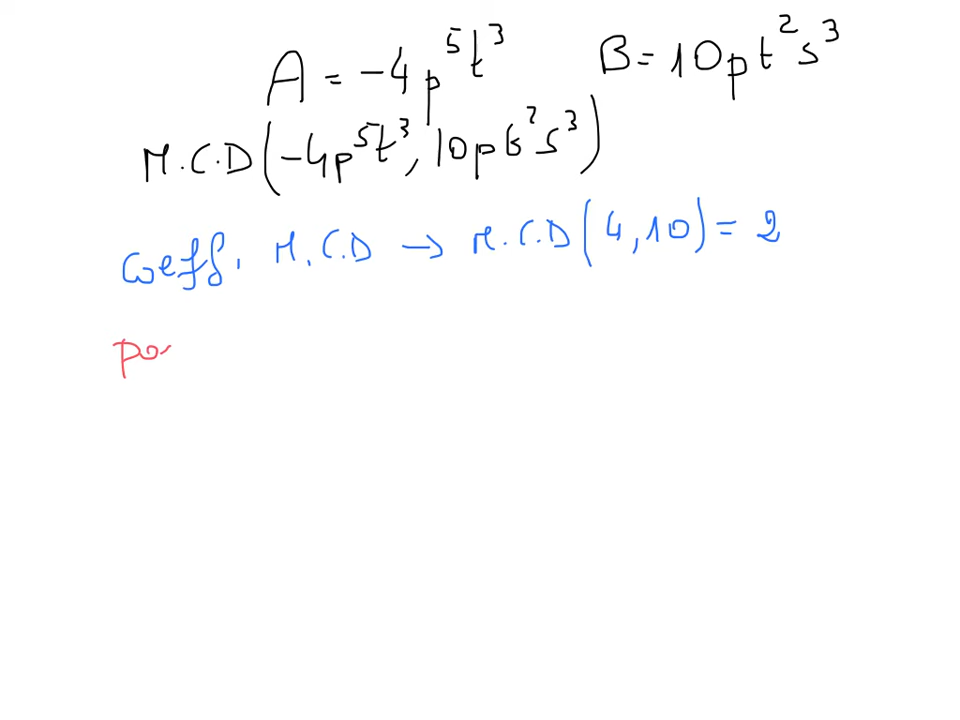 A = -4p⁵t³ B = 10pt²s³
M.C.D(-4p⁵t³, 10pt²s³)
coeff. M.C.D → M.C.D(4,10) = 2